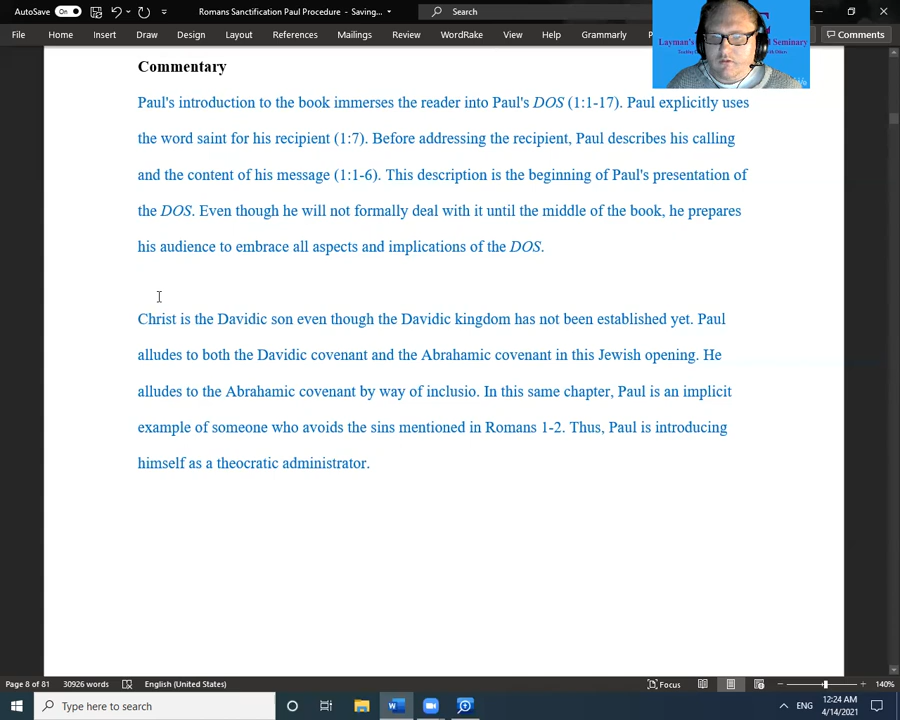 AutoSave On Romans Sanctification Paul Procedure - Saving... Search
File Home Insert Draw Design Layout References Mailings Review WordRake View Help Grammarly Comments
Layman's Seminary
Commentary
Paul's introduction to the book immerses the reader into Paul's DOS (1:1-17). Paul explicitly uses
the word saint for his recipient (1:7). Before addressing the recipient, Paul describes his calling
and the content of his message (1:1-6). This description is the beginning of Paul's presentation of
the DOS. Even though he will not formally deal with it until the middle of the book, he prepares
his audience to embrace all aspects and implications of the DOS.
Christ is the Davidic son even though the Davidic kingdom has not been established yet. Paul
alludes to both the Davidic covenant and the Abrahamic covenant in this Jewish opening. He
alludes to the Abrahamic covenant by way of inclusio. In this same chapter, Paul is an implicit
example of someone who avoids the sins mentioned in Romans 1-2. Thus, Paul is introducing
himself as a theocratic administrator.
Page 8 of 81 30926 words English (United States) Focus 140%
Type here to search ENG 12:24 AM
4/14/2021